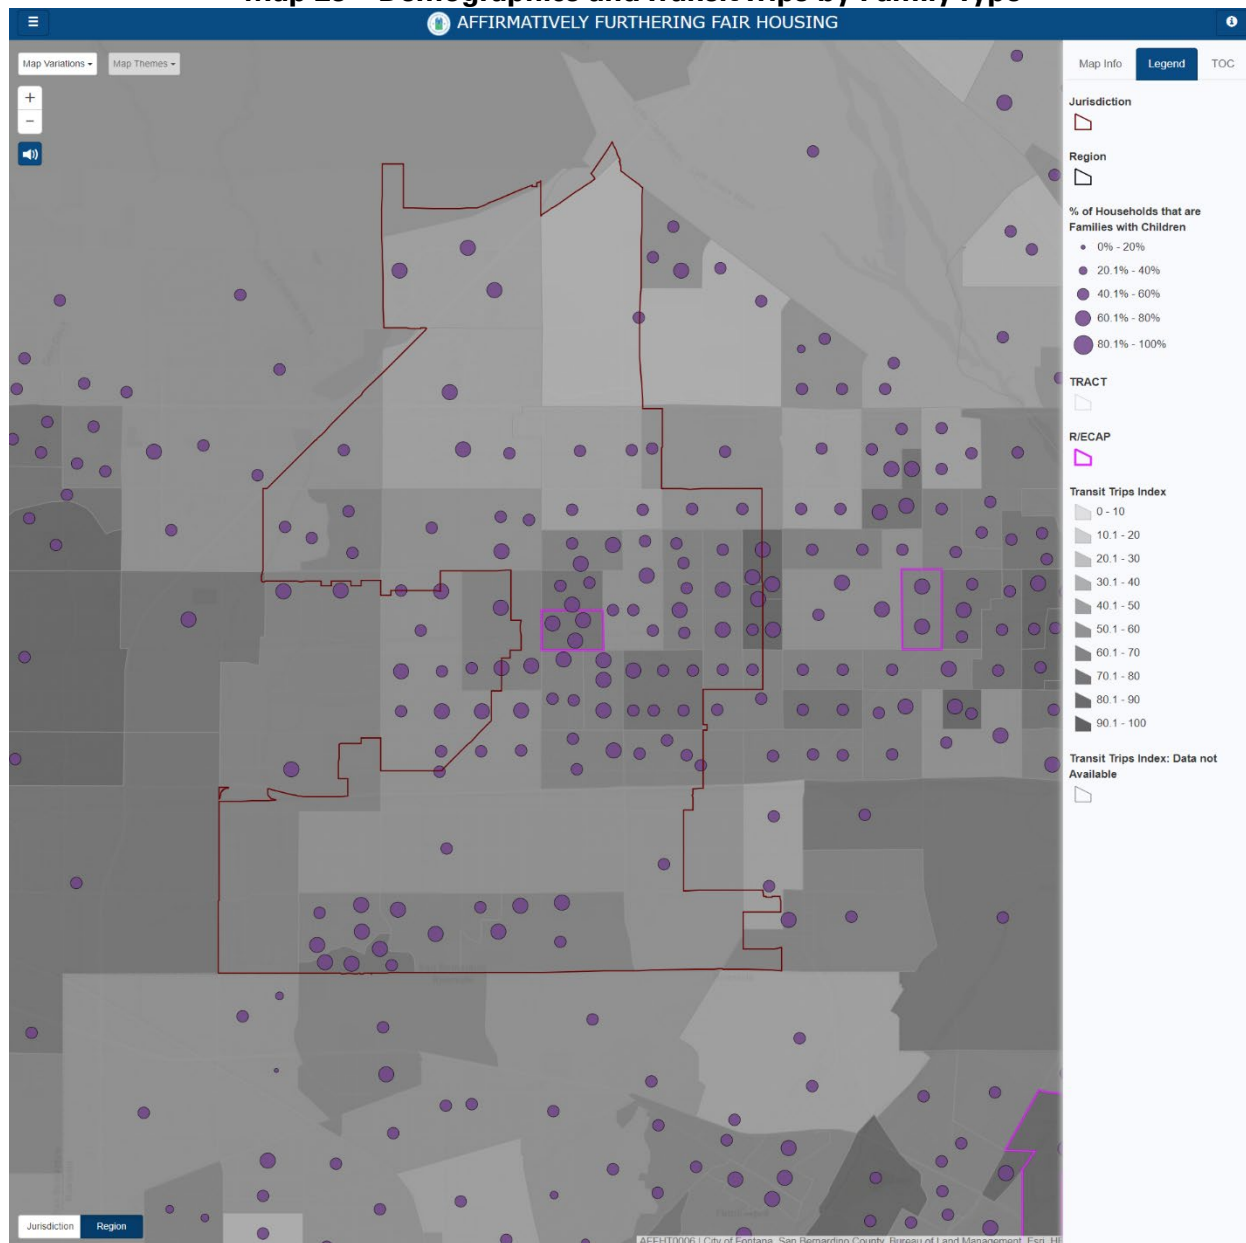 AFFIRMATIVELY FURTHERING FAIR HOUSING
Map Variations
Map Themes
+
−
Map Info
Legend
TOC
Jurisdiction
Region
% of Households that are
Families with Children
0% - 20%
20.1% - 40%
40.1% - 60%
60.1% - 80%
80.1% - 100%
TRACT
R/ECAP
Transit Trips Index
0 - 10
10.1 - 20
20.1 - 30
30.1 - 40
40.1 - 50
50.1 - 60
60.1 - 70
70.1 - 80
80.1 - 90
90.1 - 100
Transit Trips Index: Data not
Available
Jurisdiction
Region
AFFHT0006 | City of Fontana, San Bernardino County, Bureau of Land Management, Esri, HE